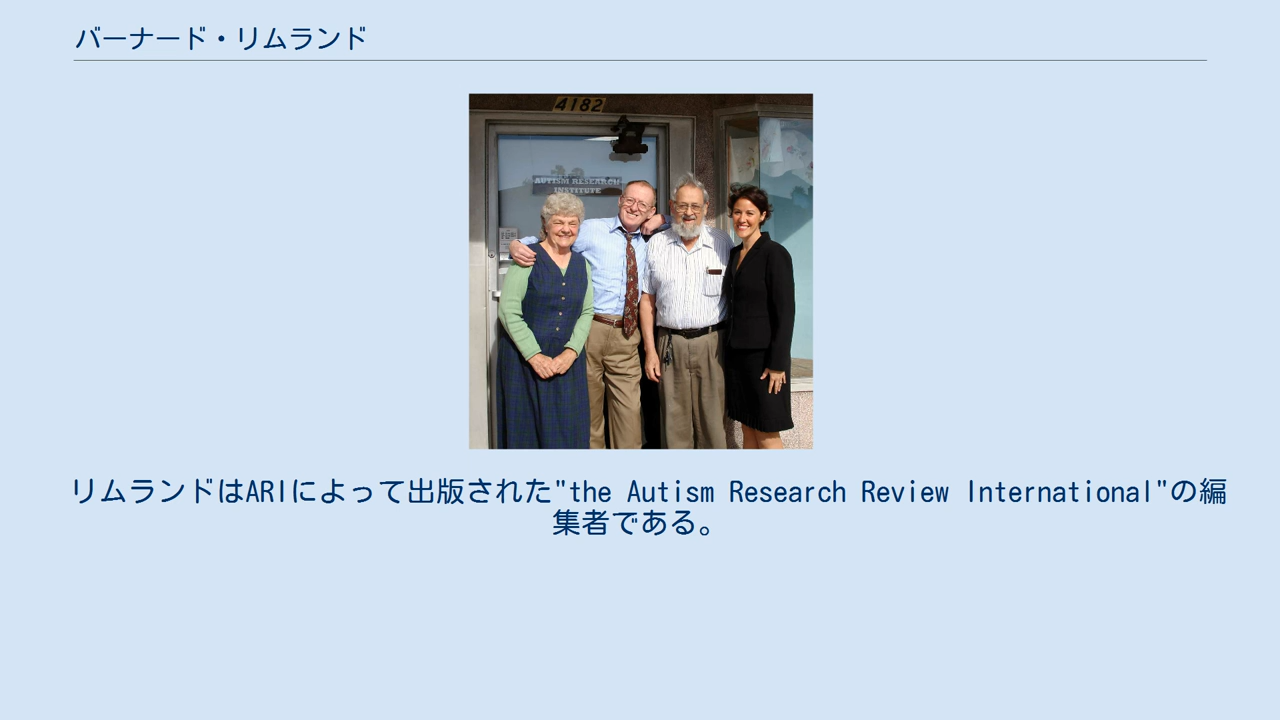 バーナード・リムランド
4182
AUTISM RESEARCH
INSTITUTE
リムランドはARIによって出版された"the Autism Research Review International"の編
集者である。